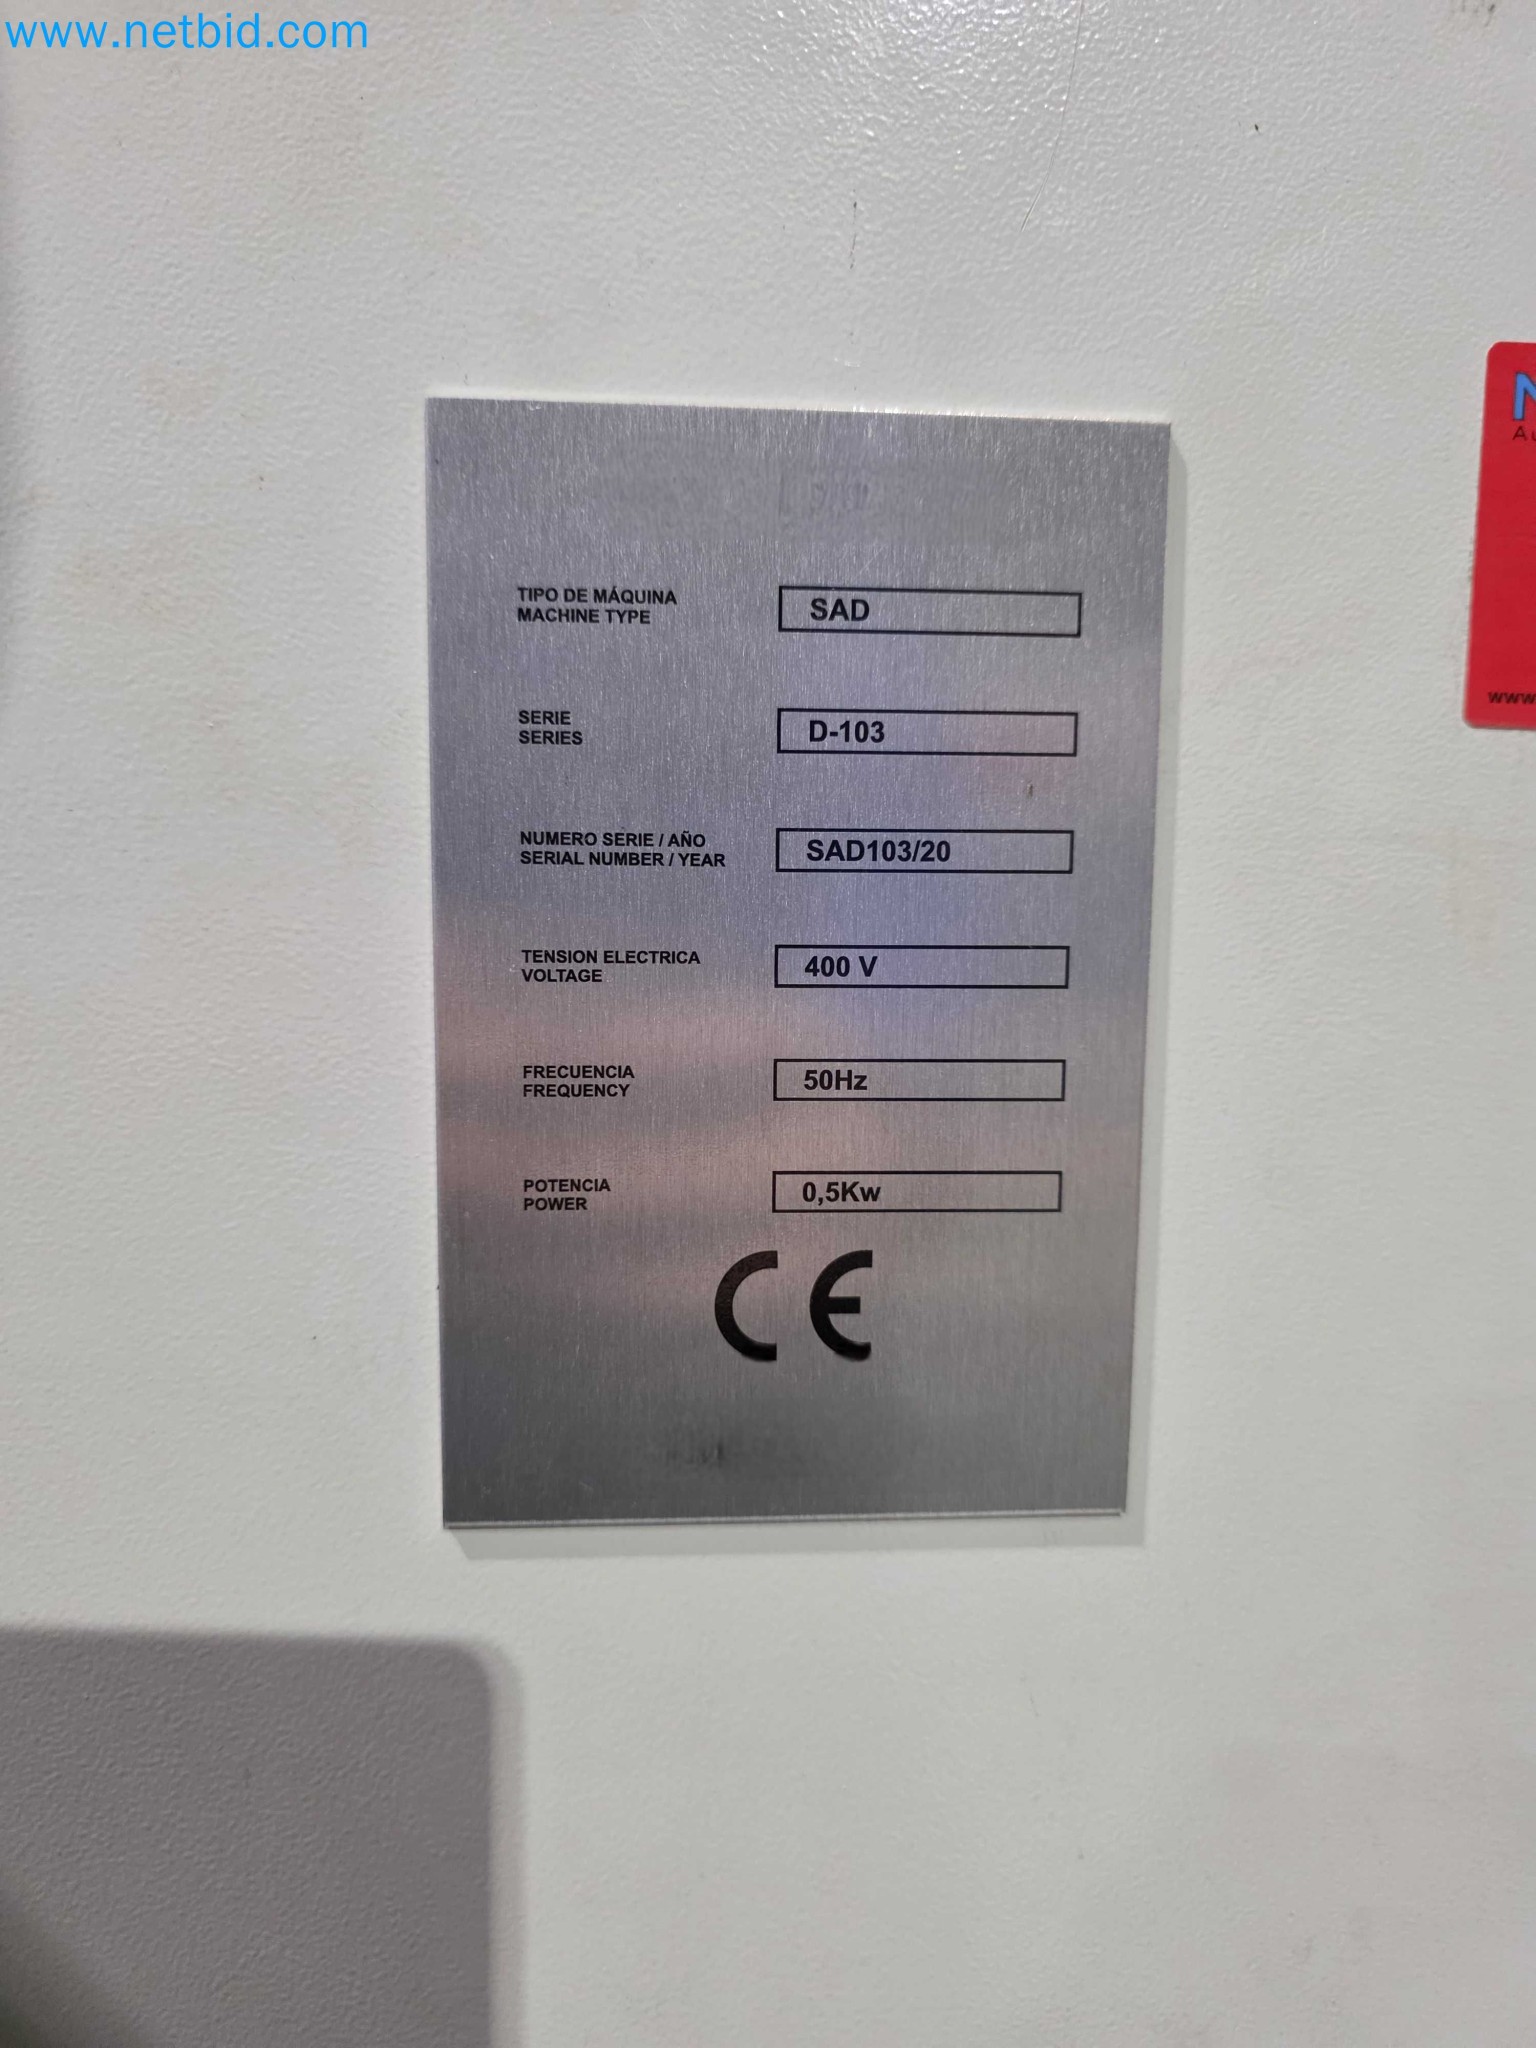 www.netbid.com
TIPO DE MÁQUINA
MACHINE TYPE
SAD
SERIE
SERIES
D-103
NUMERO SERIE / AÑO
SERIAL NUMBER / YEAR
SAD103/20
TENSION ELECTRICA
VOLTAGE
400 V
FRECUENCIA
FREQUENCY
50Hz
POTENCIA
POWER
0,5Kw
CE
www.